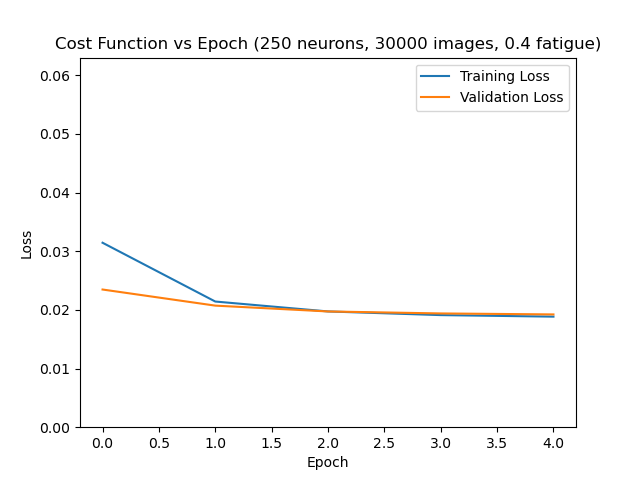 Cost Function vs Epoch (250 neurons, 30000 images, 0.4 fatigue)
Training Loss
Validation Loss
0.06
0.05
0.04
0.03
0.02
0.01
0.00
Loss
0.0 0.5 1.0 1.5 2.0 2.5 3.0 3.5 4.0
Epoch